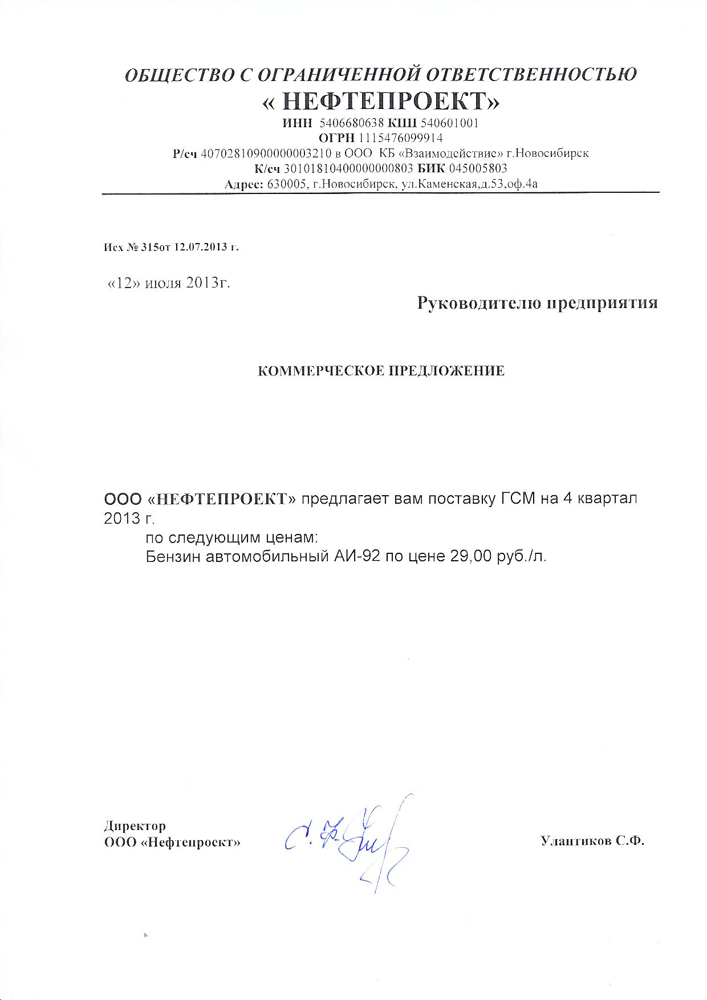 ОБЩЕСТВО С ОГРАНИЧЕННОЙ ОТВЕТСТВЕННОСТЬЮ
« НЕФТЕПРОЕКТ»
ИНН 5406680638 КПП 540601001
ОГРН 1115476099914
Р/сч 40702810900000003210 в ООО КБ «Взаимодействие» г.Новосибирск
К/сч 30101810400000000803 БИК 045005803
Адрес: 630005, г.Новосибирск, ул.Каменская,д.53,оф.4а
Исх № 315от 12.07.2013 г.
«12» июля 2013г.
Руководителю предприятия
КОММЕРЧЕСКОЕ ПРЕДЛОЖЕНИЕ
ООО «НЕФТЕПРОЕКТ» предлагает вам поставку ГСМ на 4 квартал
2013 г.
по следующим ценам:
Бензин автомобильный АИ-92 по цене 29,00 руб./л.
Директор
ООО «Нефтепроект»
Улантиков С.Ф.